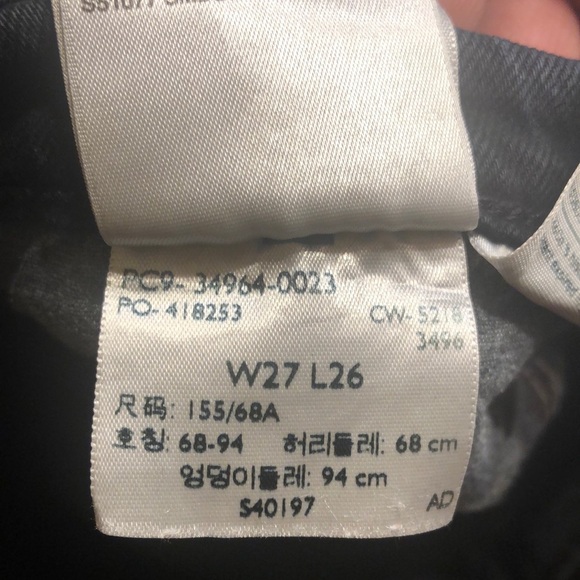 PC9- 34964-0023
PO- 418253 CW- 5218
3496
W27 L26
尺码: 155/68A
호칭: 68-94 허리둘레: 68 cm
엉덩이둘레: 94 cm
S40197 AD